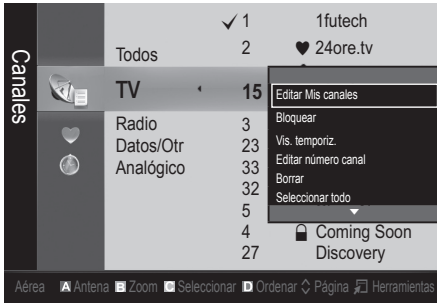 Canales
✓ 1 1futech
Todos 2 ♥ 24ore.tv
TV 15
Radio 3
Datos/Otr 23
Analógico 33
32
5
4 Coming Soon
27 Discovery
Editar Mis canales
Bloquear
Vis. temporiz.
Editar número canal
Borrar
Seleccionar todo
Aérea A Antena B Zoom C Seleccionar D Ordenar Página Herramientas